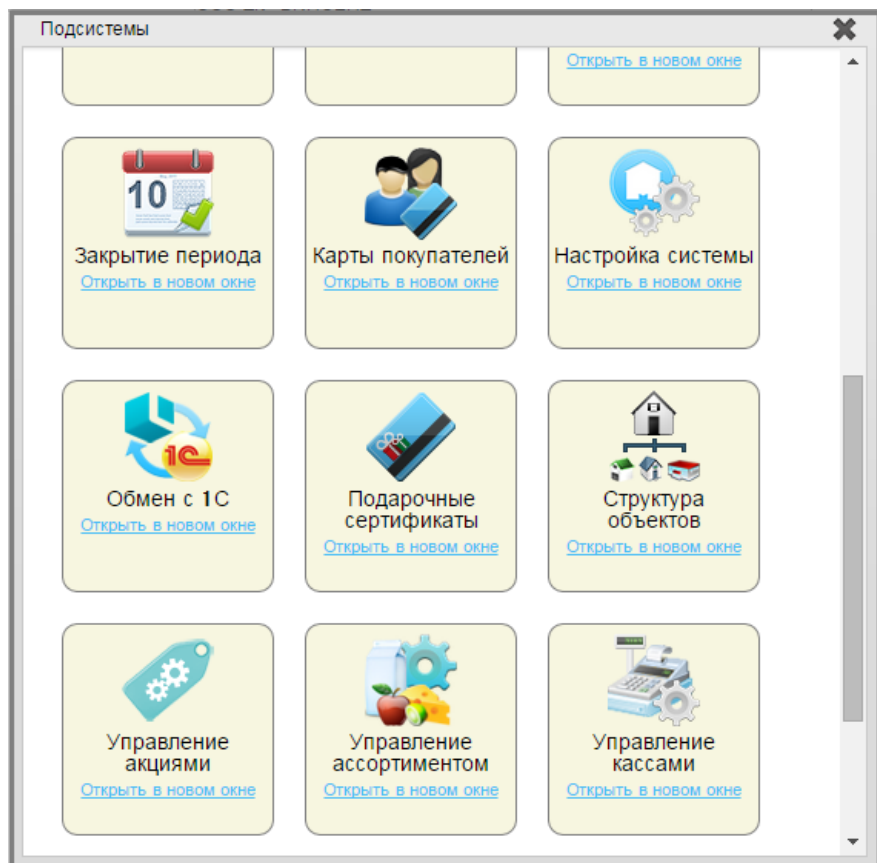 Подсистемы
Открыть в новом окне
10
Закрытие периода
Открыть в новом окне
Карты покупателей
Открыть в новом окне
Настройка системы
Открыть в новом окне
1С
Обмен с 1С
Открыть в новом окне
Подарочные
сертификаты
Открыть в новом окне
Структура
объектов
Открыть в новом окне
Управление
акциями
Открыть в новом окне
Управление
ассортиментом
Открыть в новом окне
Управление
кассами
Открыть в новом окне